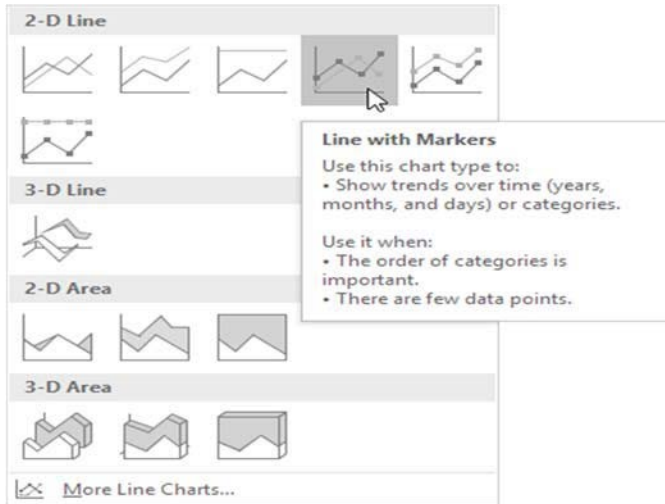 2-D Line
Line with Markers
Use this chart type to:
• Show trends over time (years,
months, and days) or categories.
Use it when:
• The order of categories is
important.
• There are few data points.
3-D Line
2-D Area
3-D Area
More Line Charts...